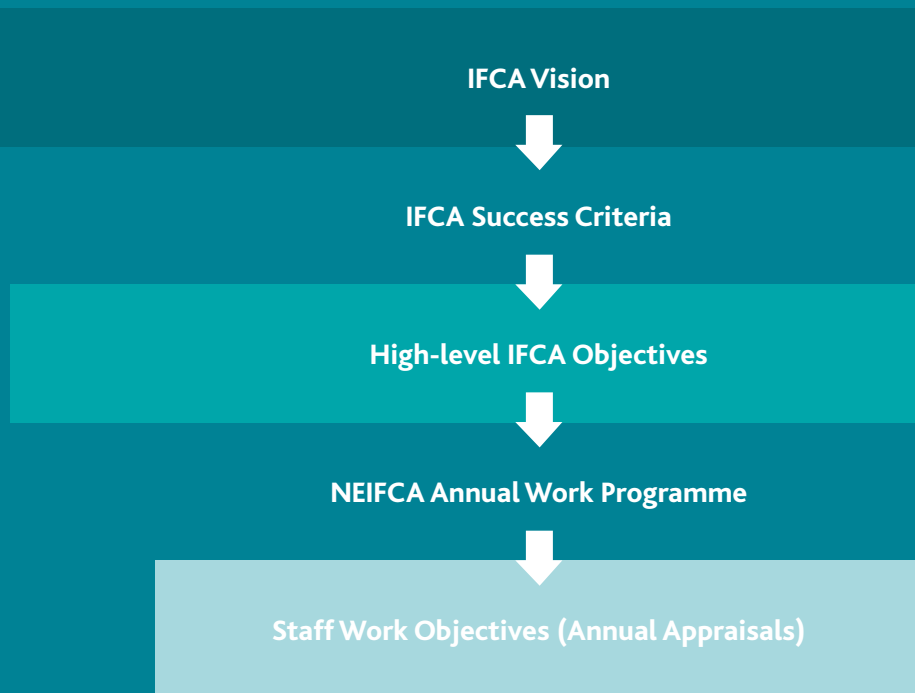 IFCA Vision
IFCA Success Criteria
High-level IFCA Objectives
NEIFCA Annual Work Programme
Staff Work Objectives (Annual Appraisals)